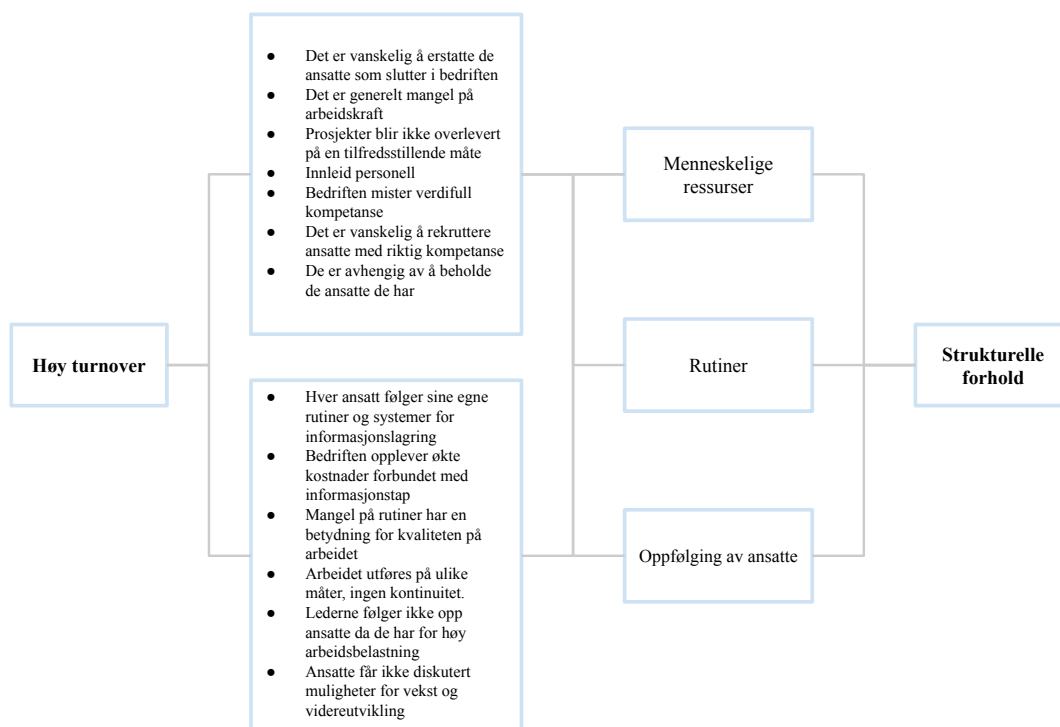 Høy turnover
● Det er vanskelig å erstatte de
ansatte som slutter i bedriften
● Det er generelt mangel på
arbeidskraft
● Prosjekter blir ikke overlevert
på en tilfredsstillende måte
● Innleid personell
● Bedriften mister verdifull
kompetanse
● Det er vanskelig å rekruttere
ansatte med riktig kompetanse
● De er avhengig av å beholde
de ansatte de har
● Hver ansatt følger sine egne
rutiner og systemer for
informasjonslagring
● Bedriften opplever økte
kostnader forbundet med
informasjonstap
● Mangel på rutiner har en
betydning for kvaliteten på
arbeidet
● Arbeidet utføres på ulike
måter, ingen kontinuitet.
● Lederne følger ikke opp
ansatte da de har for høy
arbeidsbelastning
● Ansatte får ikke diskutert
muligheter for vekst og
videreutvikling
Menneskelige
ressurser
Rutiner
Oppfølging av ansatte
Strukturelle
forhold